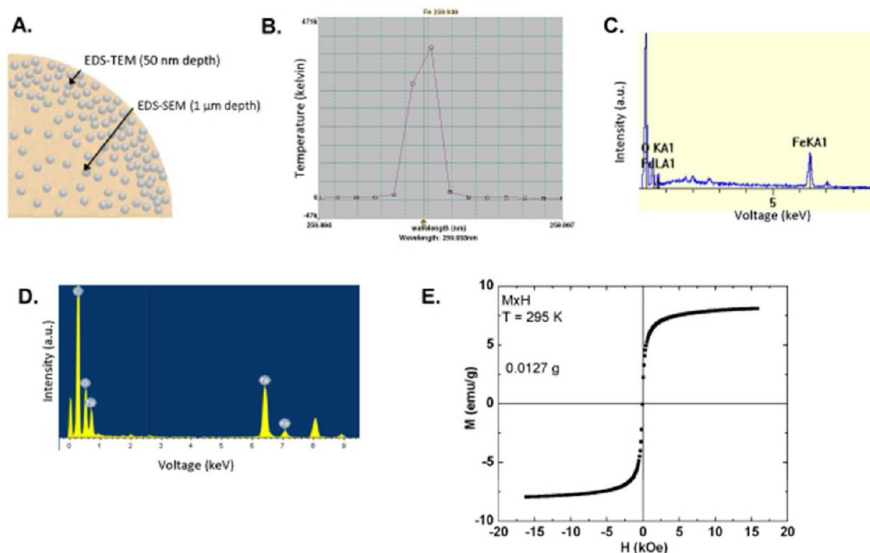 A.
EDS-TEM (50 nm depth)
EDS-SEM (1 µm depth)
B.
Fe 259.939
471k
Temperature (kelvin)
0
-47k
259.884
wavelength (nm)
259.997
Wavelength: 259.939nm
C.
Intensity (a.u.)
O KA1
FeLA1
FeKA1
5
Voltage (keV)
D.
Intensity (a.u.)
0 1 2 3 4 5 6 7 8 9
Voltage (keV)
E.
MxH
T = 295 K
0.0127 g
M (emu/g)
10
5
0
-5
-10
-20 -15 -10 -5 0 5 10 15 20
H (kOe)